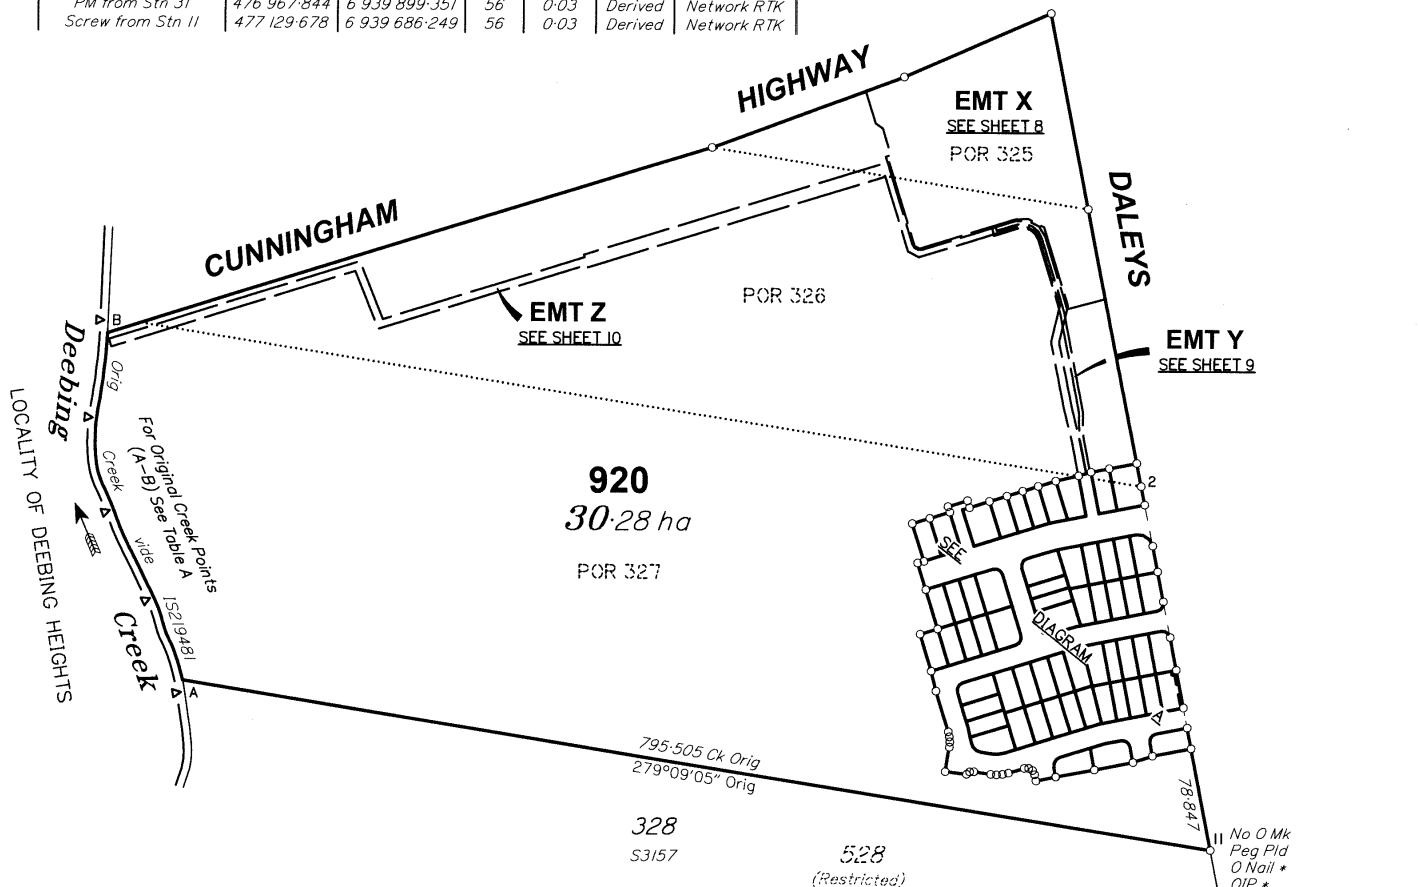 PM from Stn 31 476 967·844 6 939 899·351 56 0·03 Derived Network RTK
Screw from Stn 11 477 129·678 6 939 686·249 56 0·03 Derived Network RTK
CUNNINGHAM HIGHWAY
EMT X
SEE SHEET 8
POR 325
DALEYS
POR 326
EMT Z
SEE SHEET 10
EMT Y
SEE SHEET 9
B
Orig
Creek
vide
IS219481
A
Deebing
Creek
LOCALITY OF DEEBING HEIGHTS
For Original Creek Points
(A-B) See Table A
920
30·28 ha
POR 327
2
SEE
DIAGRAM
A
795·505 Ck Orig
279°09'05" Orig
78·847
328
S3157
528
(Restricted)
11
No O Mk
Peg Pld
O Nail *
OIP *